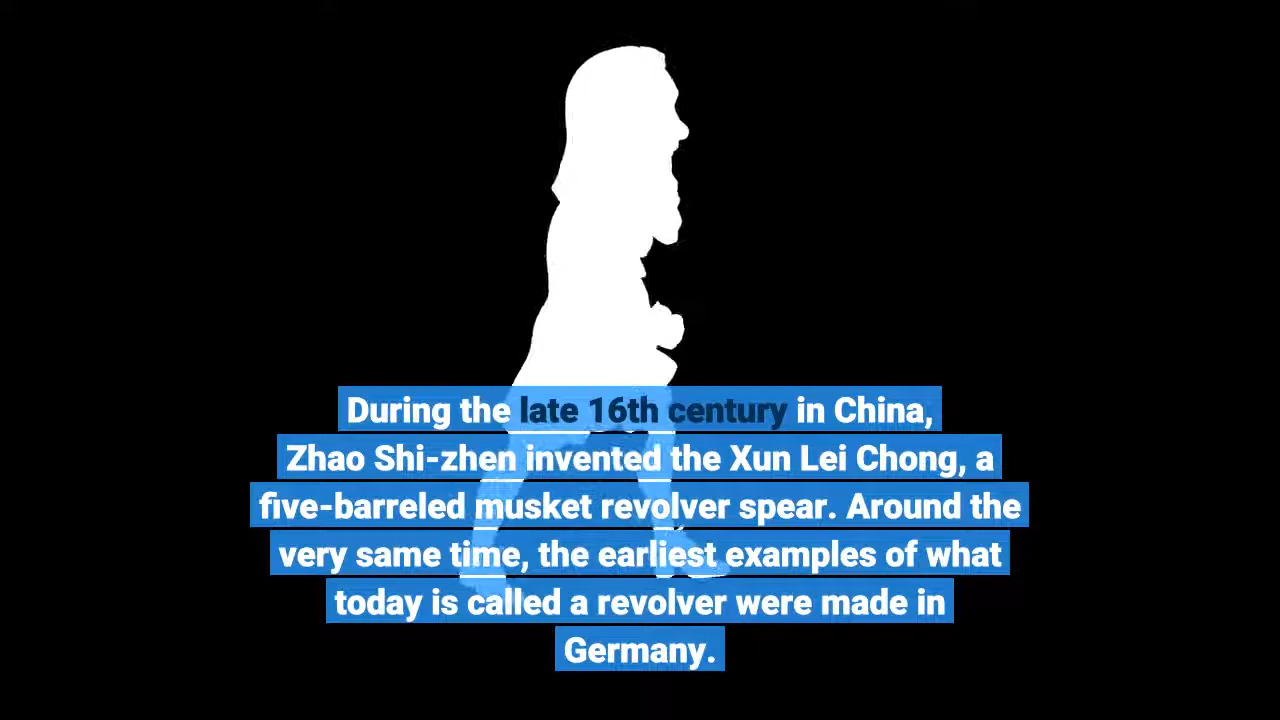 During the late 16th century in China,
Zhao Shi-zhen invented the Xun Lei Chong, a
five-barreled musket revolver spear. Around the
very same time, the earliest examples of what
today is called a revolver were made in
Germany.